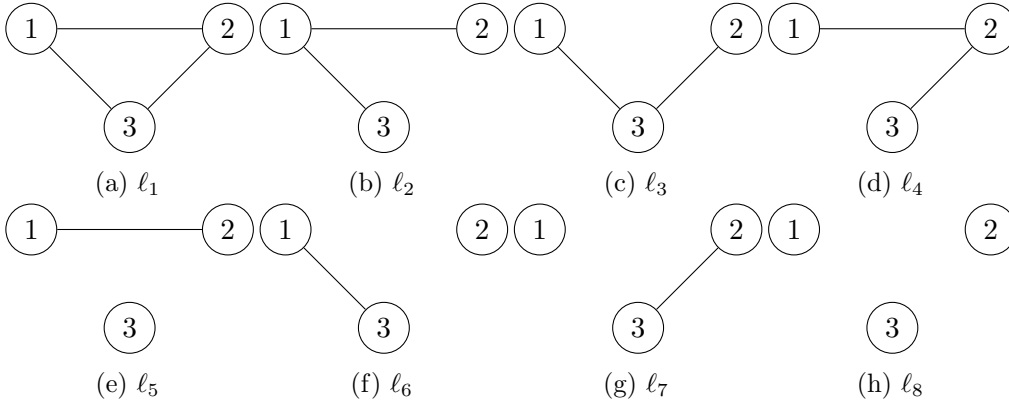 1 2 1 2 1 2 1 2
3 3 3 3
(a) ℓ₁ (b) ℓ₂ (c) ℓ₃ (d) ℓ₄
1 2 1 2 1 2 1 2
3 3 3 3
(e) ℓ₅ (f) ℓ₆ (g) ℓ₇ (h) ℓ₈